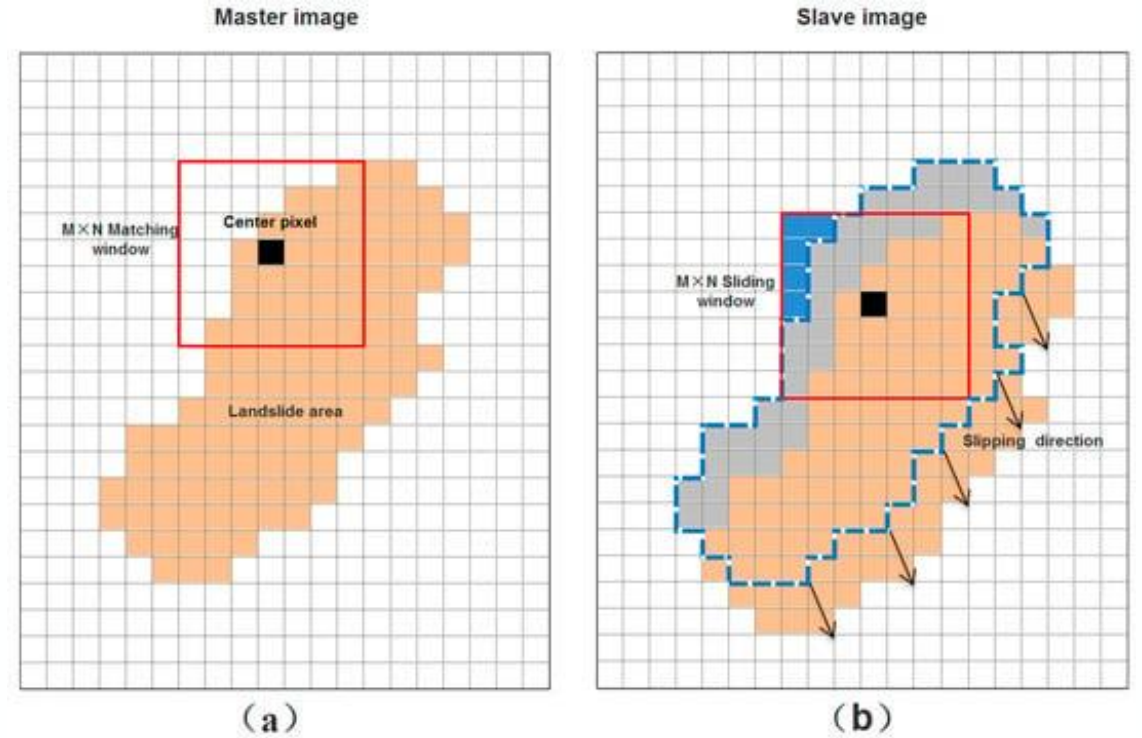 Master image
Slave image
Center pixel
M×N Matching
window
Landslide area
M×N Sliding
window
Slipping direction
(a)
(b)